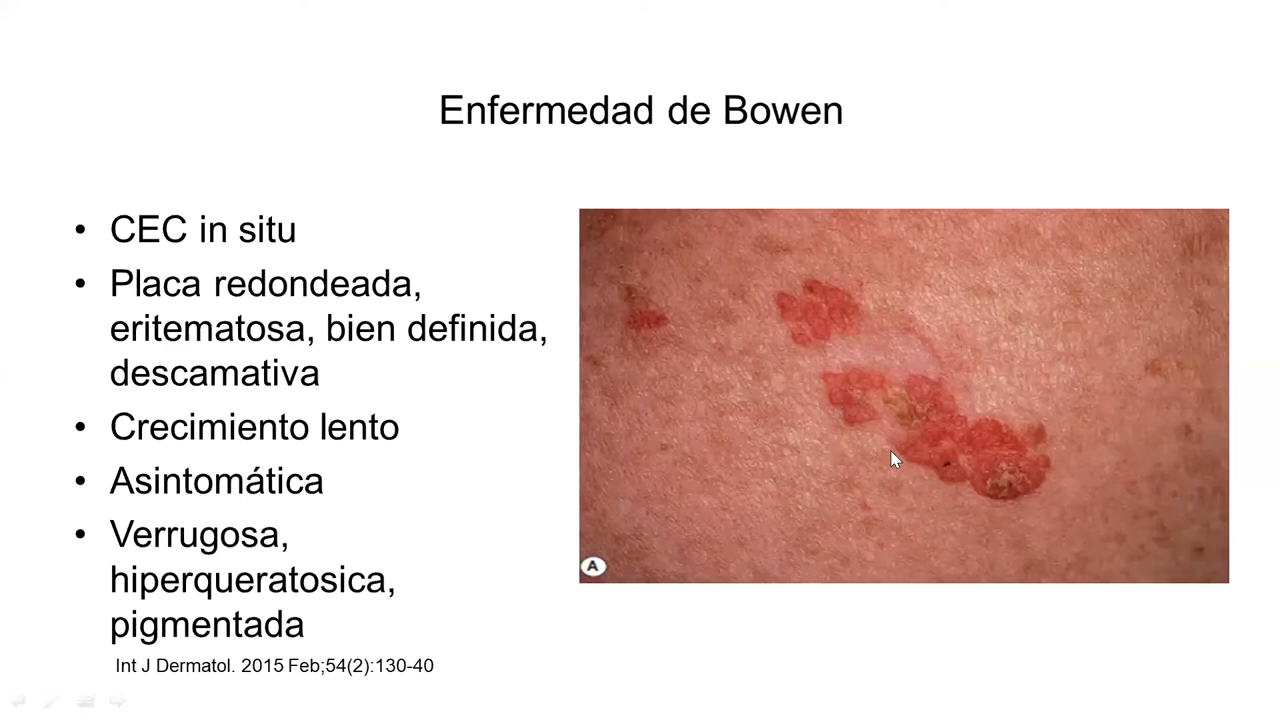 Enfermedad de Bowen
• CEC in situ
• Placa redondeada,
eritematosa, bien definida,
descamativa
• Crecimiento lento
• Asintomática
• Verrugosa,
hiperqueratosica,
pigmentada
Int J Dermatol. 2015 Feb;54(2):130-40
A